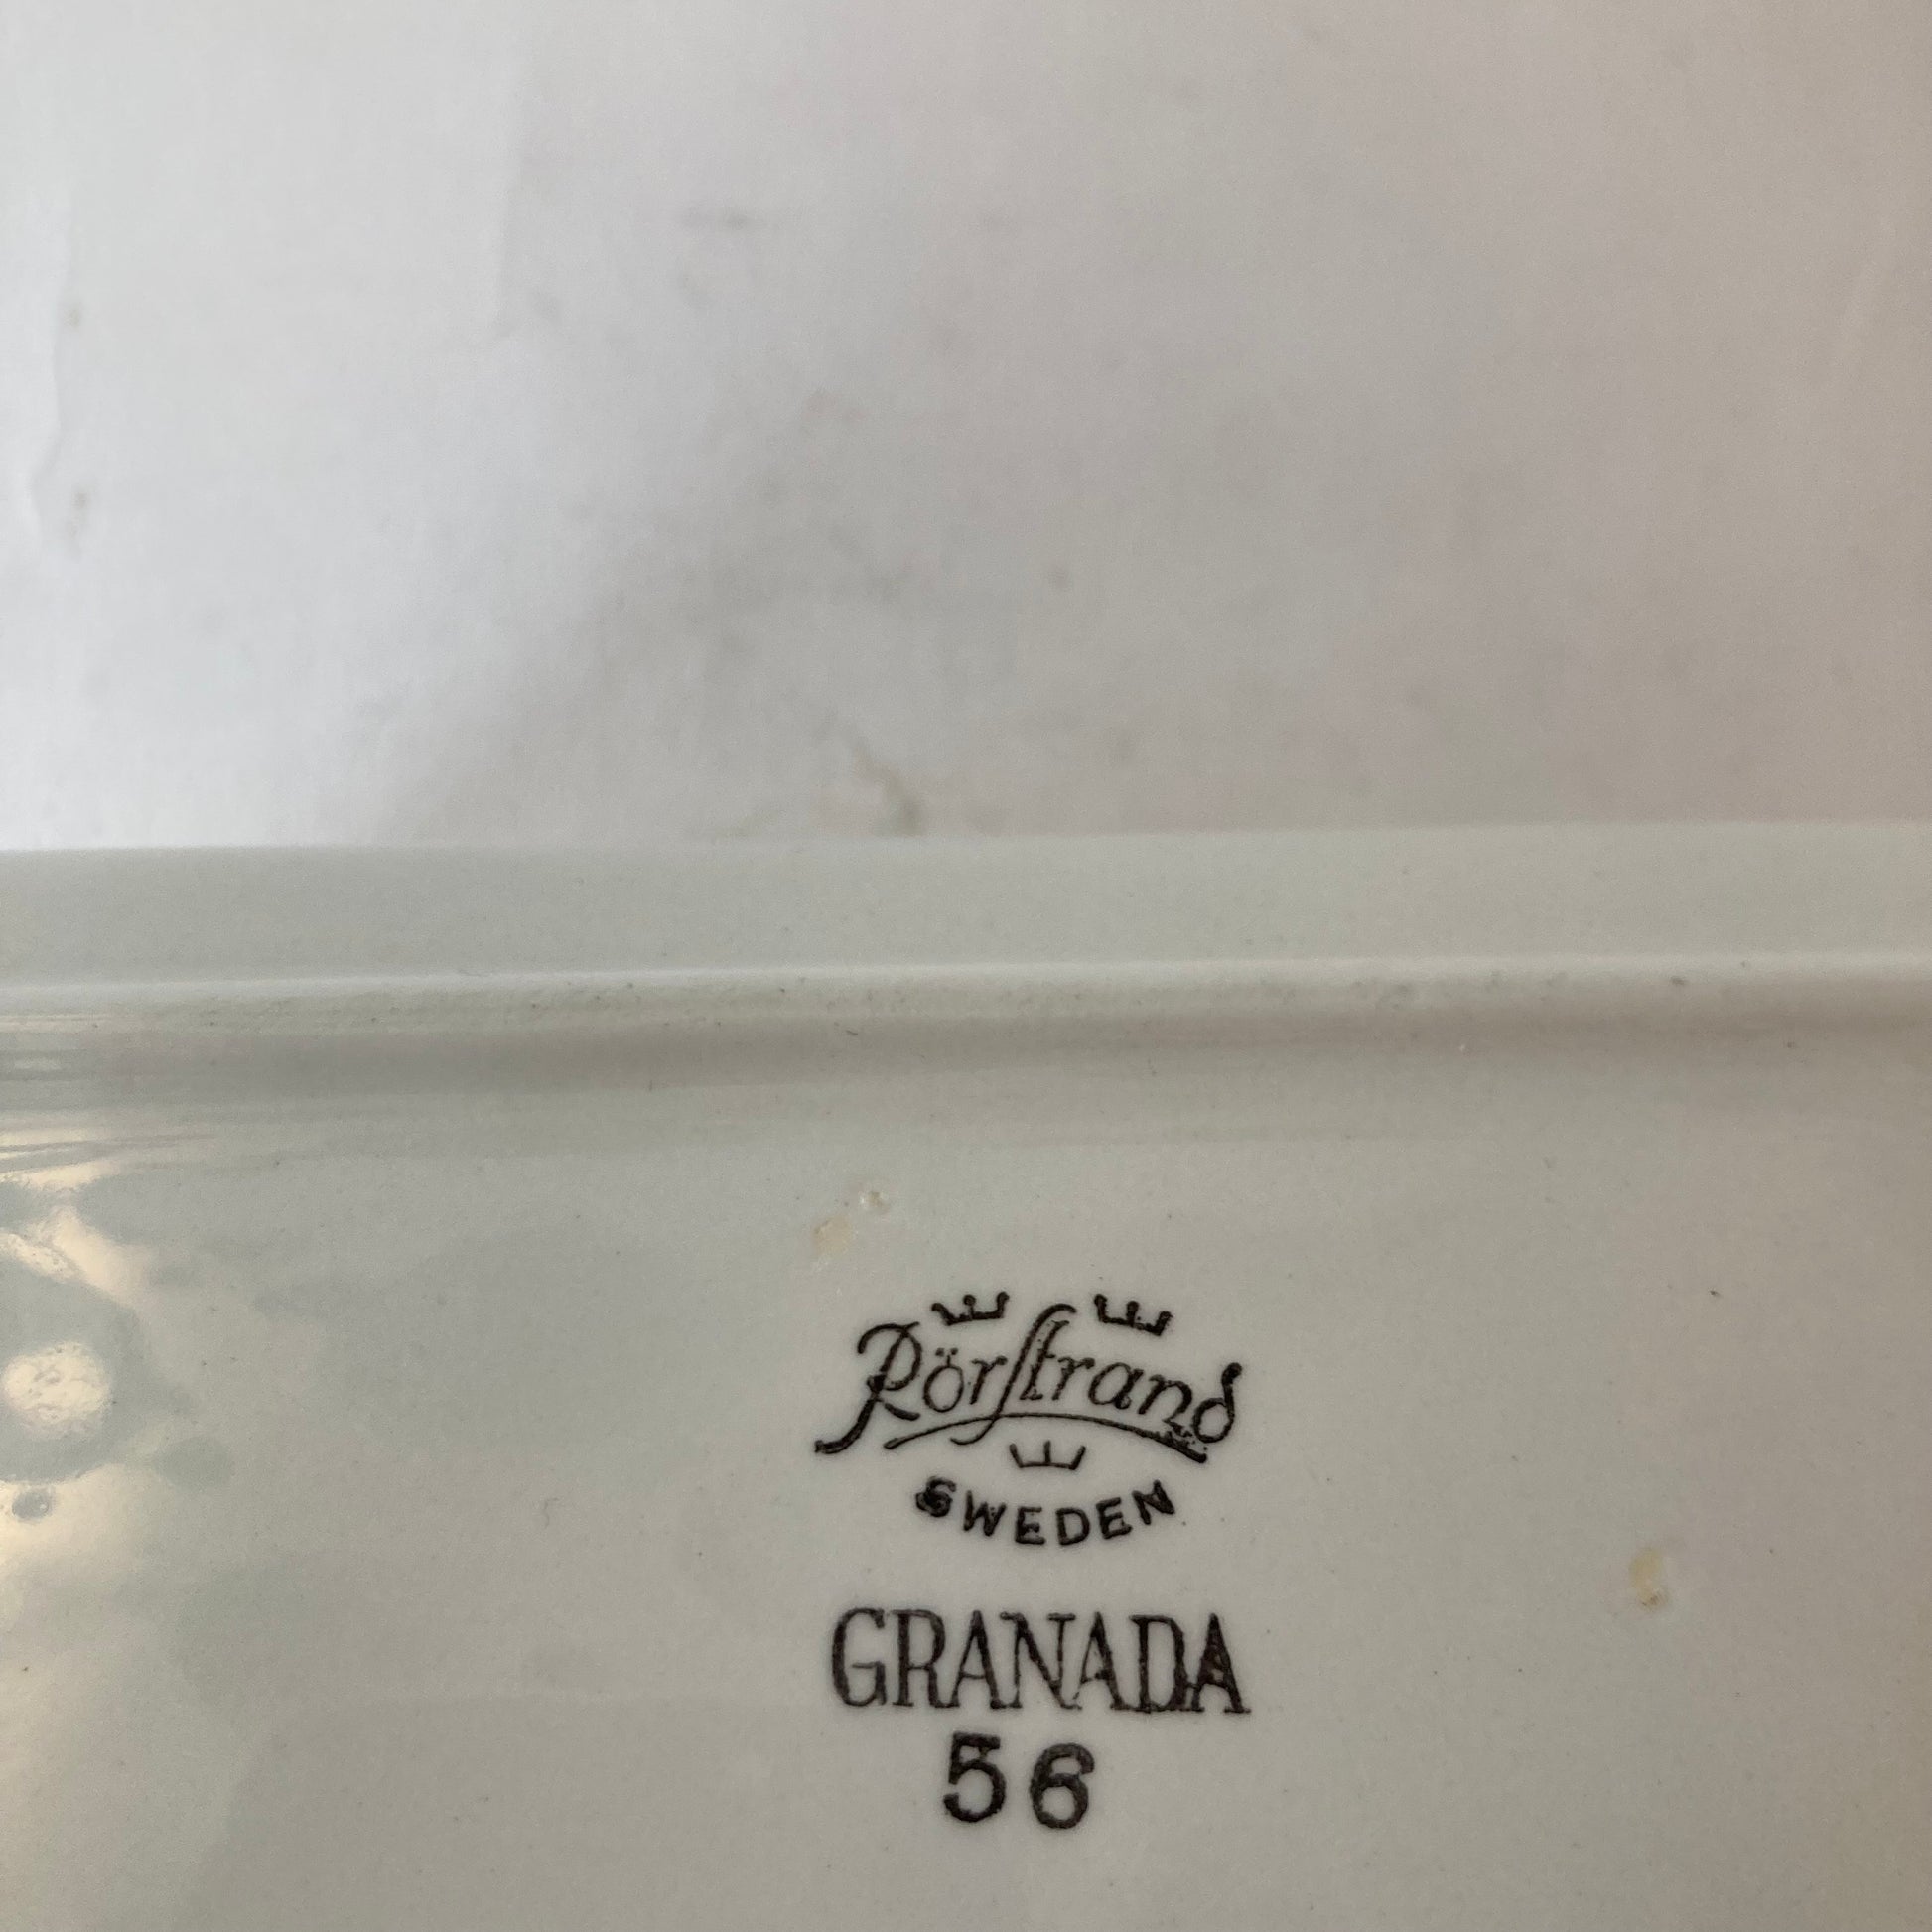 Rörstrand
SWEDEN
GRANADA
56